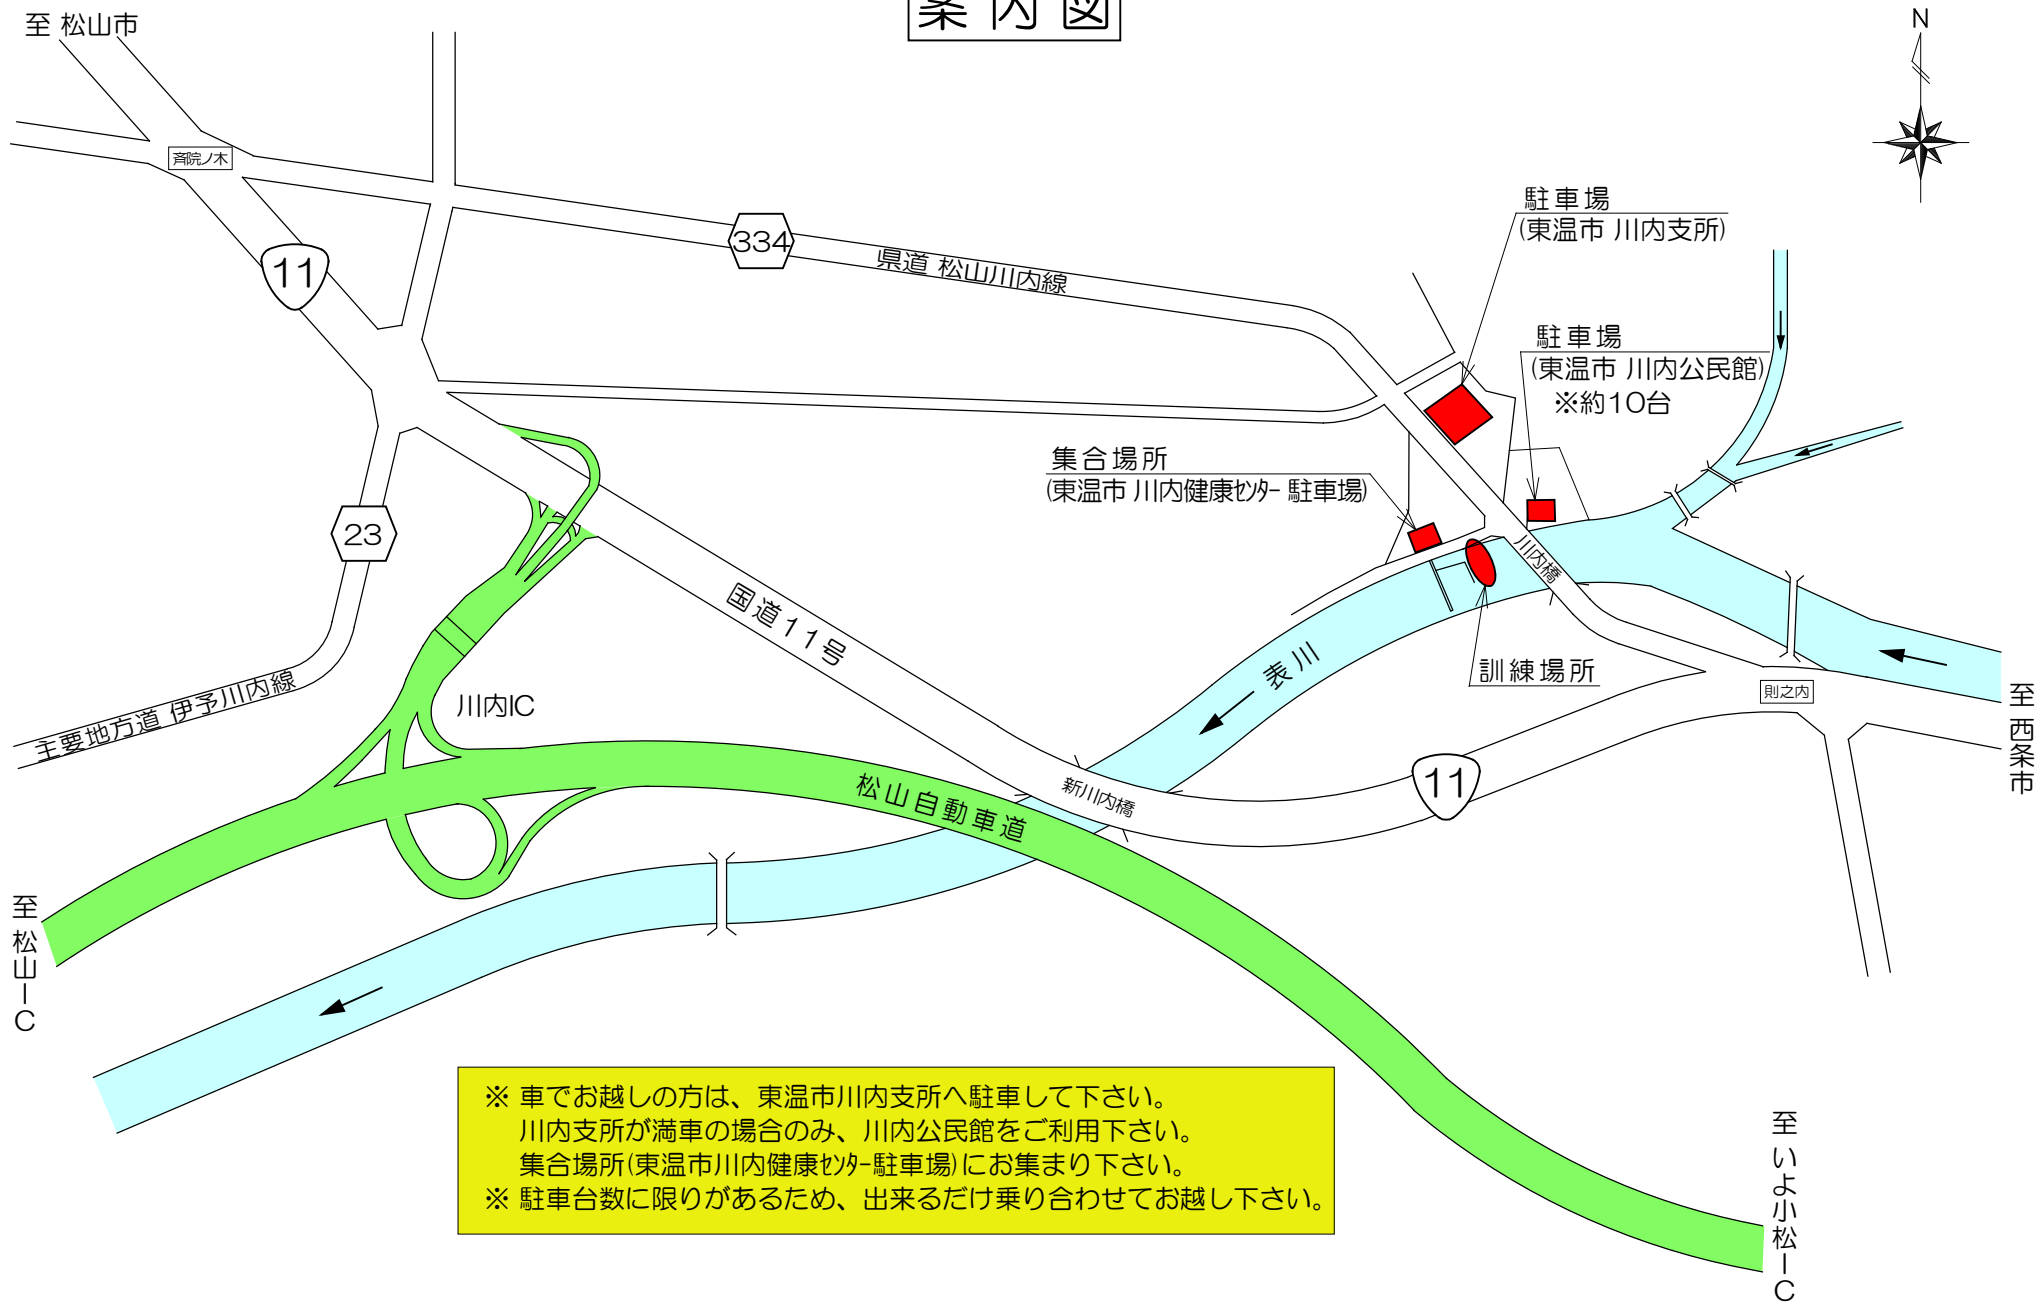 案内図
至 松山市
N
斉院ノ木
駐車場
(東温市 川内支所)
11
334
県道 松山川内線
駐車場
(東温市 川内公民館)
※約10台
集合場所
(東温市 川内健康ｾﾝﾀｰ 駐車場)
23
川内橋
国道11号
表川
訓練場所
則之内
至 西条市
主要地方道 伊予川内線
川内IC
11
新川内橋
松山自動車道
至 松山IC
※ 車でお越しの方は、東温市川内支所へ駐車して下さい。
川内支所が満車の場合のみ、川内公民館をご利用下さい。
集合場所(東温市川内健康ｾﾝﾀｰ駐車場)にお集まり下さい。
※ 駐車台数に限りがあるため、出来るだけ乗り合わせてお越し下さい。
至 いよ小松IC